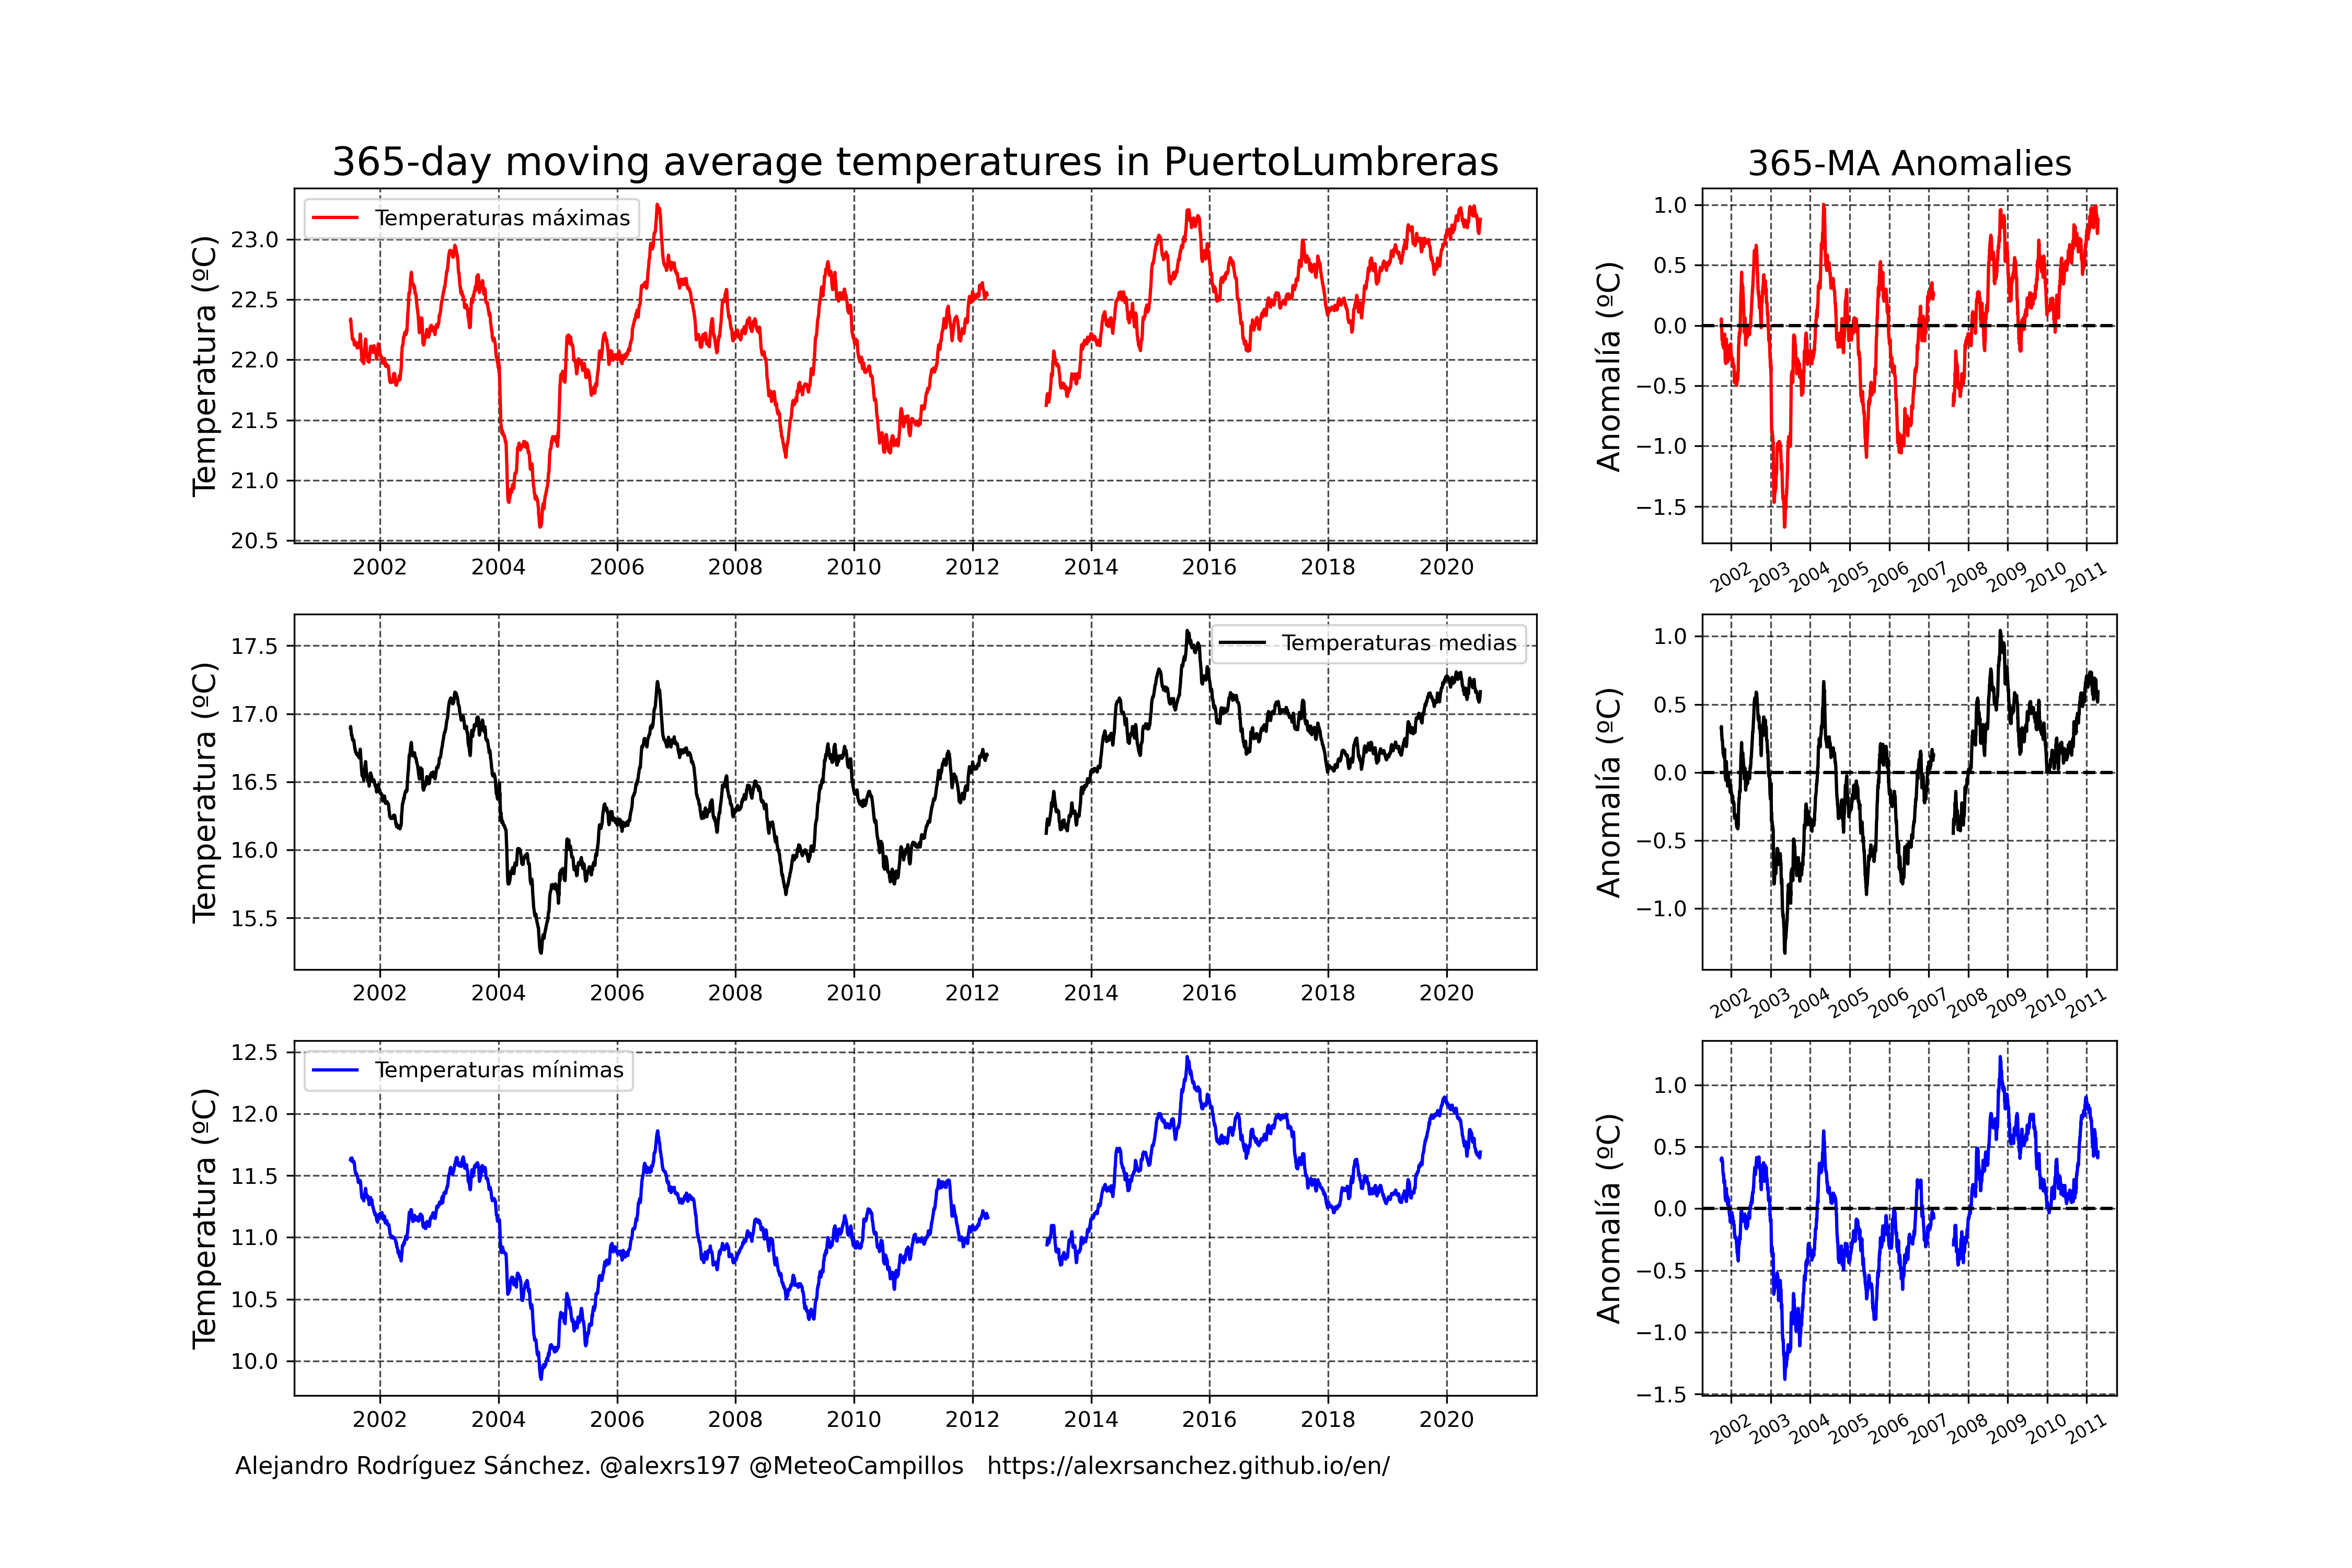 365-day moving average temperatures in PuertoLumbreras
365-MA Anomalies
Temperatura (ºC)
23.0
22.5
22.0
21.5
21.0
20.5
Temperaturas máximas
2002 2004 2006 2008 2010 2012 2014 2016 2018 2020
Anomalía (ºC)
1.0
0.5
0.0
−0.5
−1.0
−1.5
2002 2003 2004 2005 2006 2007 2008 2009 2010 2011
Temperatura (ºC)
17.5
17.0
16.5
16.0
15.5
Temperaturas medias
2002 2004 2006 2008 2010 2012 2014 2016 2018 2020
Anomalía (ºC)
1.0
0.5
0.0
−0.5
−1.0
2002 2003 2004 2005 2006 2007 2008 2009 2010 2011
Temperatura (ºC)
12.5
12.0
11.5
11.0
10.5
10.0
Temperaturas mínimas
2002 2004 2006 2008 2010 2012 2014 2016 2018 2020
Anomalía (ºC)
1.0
0.5
0.0
−0.5
−1.0
−1.5
2002 2003 2004 2005 2006 2007 2008 2009 2010 2011
Alejandro Rodríguez Sánchez. @alexrs197 @MeteoCampillos https://alexrsanchez.github.io/en/